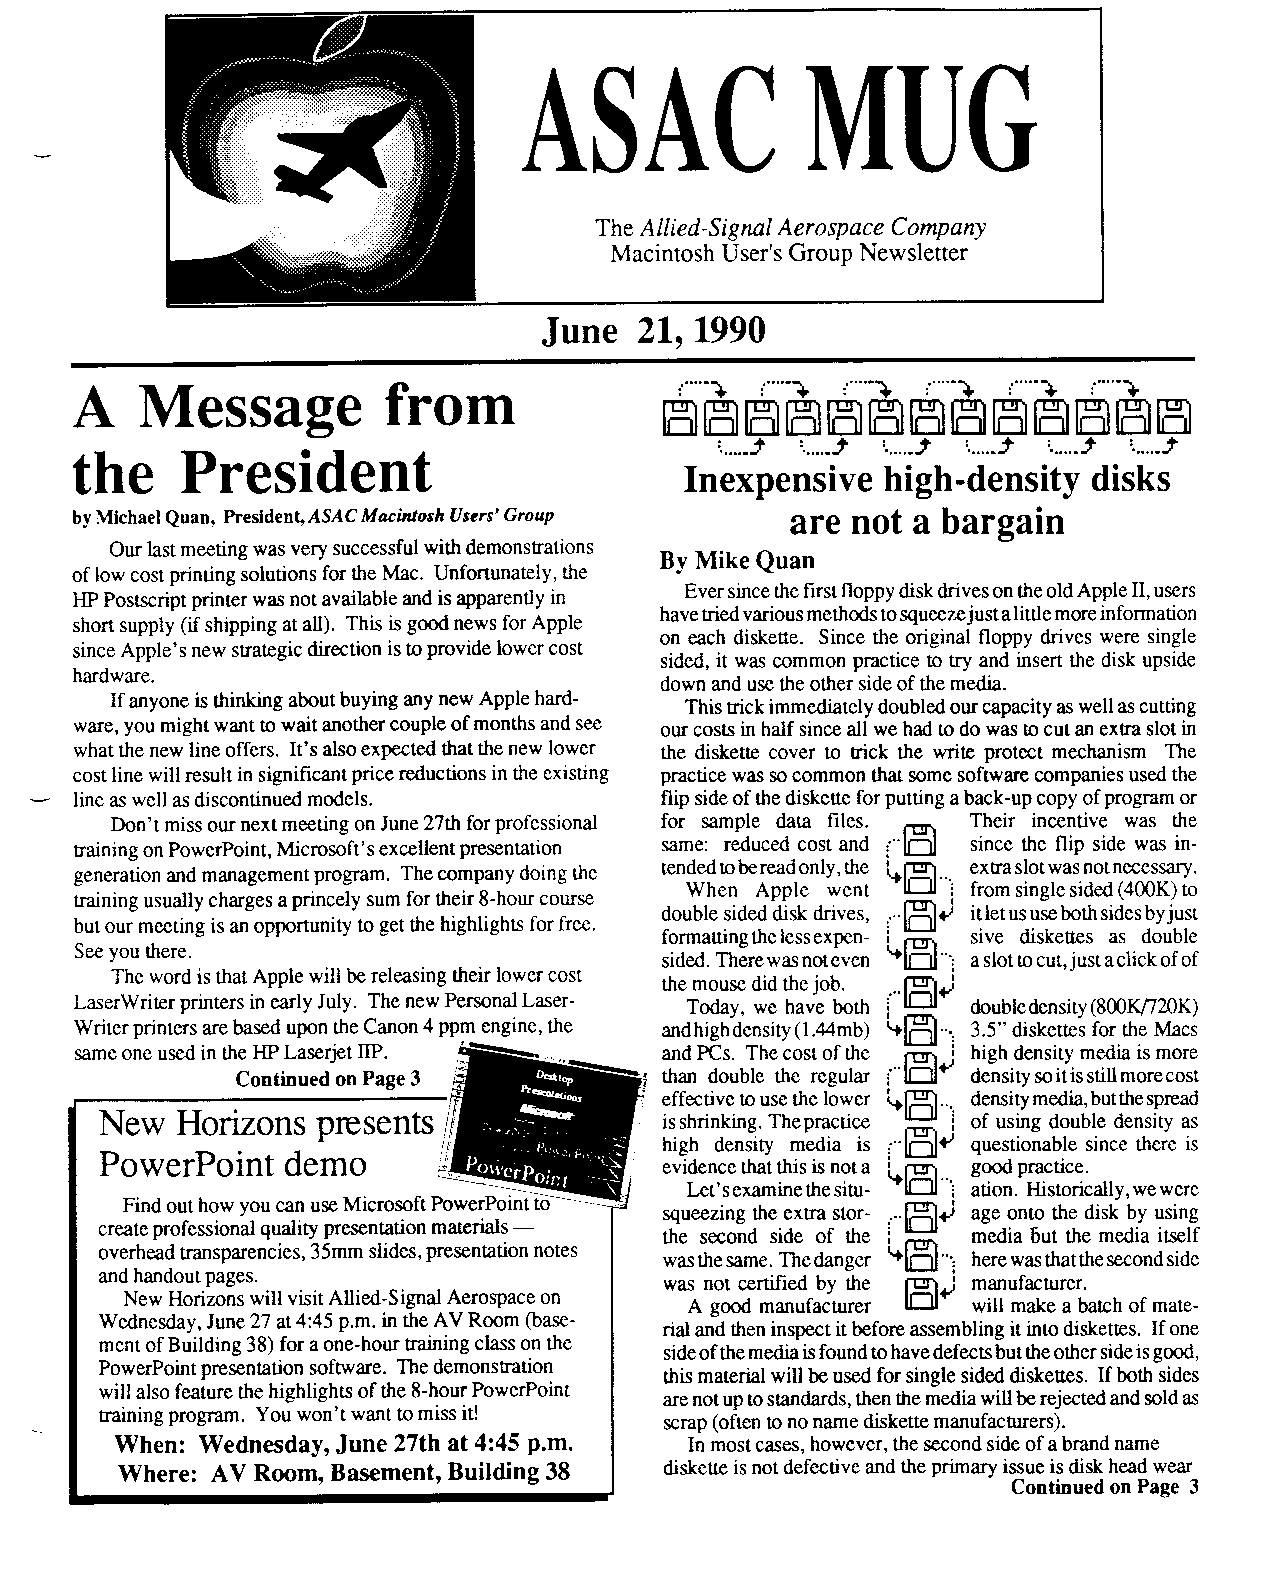 ASAC MUG
The Allied-Signal Aerospace Company
Macintosh User's Group Newsletter
June 21, 1990
A Message from
the President
by Michael Quan, President, ASAC Macintosh Users' Group
Our last meeting was very successful with demonstrations
of low cost printing solutions for the Mac. Unfortunately, the
HP Postscript printer was not available and is apparently in
short supply (if shipping at all). This is good news for Apple
since Apple's new strategic direction is to provide lower cost
hardware.
If anyone is thinking about buying any new Apple hard-
ware, you might want to wait another couple of months and see
what the new line offers. It's also expected that the new lower
cost line will result in significant price reductions in the existing
line as well as discontinued models.
Don't miss our next meeting on June 27th for professional
training on PowerPoint, Microsoft's excellent presentation
generation and management program. The company doing the
training usually charges a princely sum for their 8-hour course
but our meeting is an opportunity to get the highlights for free.
See you there.
The word is that Apple will be releasing their lower cost
LaserWriter printers in early July. The new Personal Laser-
Writer printers are based upon the Canon 4 ppm engine, the
same one used in the HP Laserjet IIP.
Continued on Page 3
Desktop
Presentations
Microsoft
PowerPoint
New Horizons presents
PowerPoint demo
Find out how you can use Microsoft PowerPoint to
create professional quality presentation materials —
overhead transparencies, 35mm slides, presentation notes
and handout pages.
New Horizons will visit Allied-Signal Aerospace on
Wednesday, June 27 at 4:45 p.m. in the AV Room (base-
ment of Building 38) for a one-hour training class on the
PowerPoint presentation software. The demonstration
will also feature the highlights of the 8-hour PowerPoint
training program. You won't want to miss it!
When: Wednesday, June 27th at 4:45 p.m.
Where: AV Room, Basement, Building 38
Inexpensive high-density disks
are not a bargain
By Mike Quan
Ever since the first floppy disk drives on the old Apple II, users
have tried various methods to squeeze just a little more information
on each diskette. Since the original floppy drives were single
sided, it was common practice to try and insert the disk upside
down and use the other side of the media.
This trick immediately doubled our capacity as well as cutting
our costs in half since all we had to do was to cut an extra slot in
the diskette cover to trick the write protect mechanism The
practice was so common that some software companies used the
flip side of the diskette for putting a back-up copy of program or
for sample data files. Their incentive was the
same: reduced cost and since the flip side was in-
tended to be read only, the extra slot was not necessary.
When Apple went from single sided (400K) to
double sided disk drives, it let us use both sides by just
formatting the less expen- sive diskettes as double
sided. There was not even a slot to cut, just a click of of
the mouse did the job.
Today, we have both double density (800K/720K)
and high density (1.44mb) 3.5" diskettes for the Macs
and PCs. The cost of the high density media is more
than double the regular density so it is still more cost
effective to use the lower density media, but the spread
is shrinking. The practice of using double density as
high density media is questionable since there is
evidence that this is not a good practice.
Let's examine the situ- ation. Historically, we were
squeezing the extra stor- age onto the disk by using
the second side of the media but the media itself
was the same. The danger here was that the second side
was not certified by the manufacturer.
A good manufacturer will make a batch of mate-
rial and then inspect it before assembling it into diskettes. If one
side of the media is found to have defects but the other side is good,
this material will be used for single sided diskettes. If both sides
are not up to standards, then the media will be rejected and sold as
scrap (often to no name diskette manufacturers).
In most cases, however, the second side of a brand name
diskette is not defective and the primary issue is disk head wear
Continued on Page 3